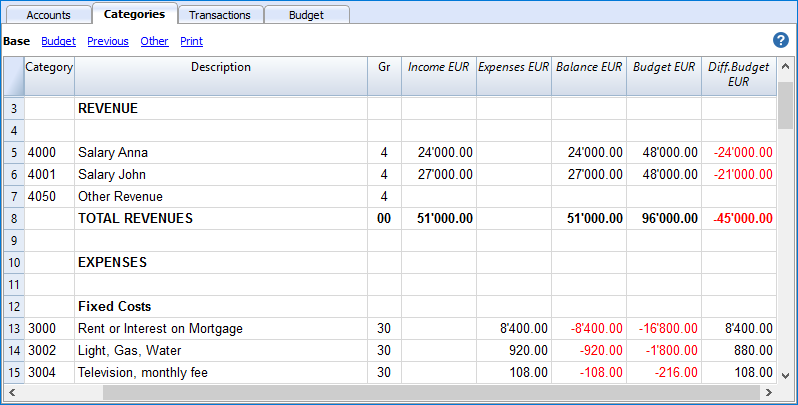 Accounts Categories Transactions Budget
Base Budget Previous Other Print ?
Category Description Gr Income EUR Expenses EUR Balance EUR Budget EUR Diff.Budget EUR
3 REVENUE
4
5 4000 Salary Anna 4 24'000.00 24'000.00 48'000.00 -24'000.00
6 4001 Salary John 4 27'000.00 27'000.00 48'000.00 -21'000.00
7 4050 Other Revenue 4
8 TOTAL REVENUES 00 51'000.00 51'000.00 96'000.00 -45'000.00
9
10 EXPENSES
11
12 Fixed Costs
13 3000 Rent or Interest on Mortgage 30 8'400.00 -8'400.00 -16'800.00 8'400.00
14 3002 Light, Gas, Water 30 920.00 -920.00 -1'800.00 880.00
15 3004 Television, monthly fee 30 108.00 -108.00 -216.00 108.00